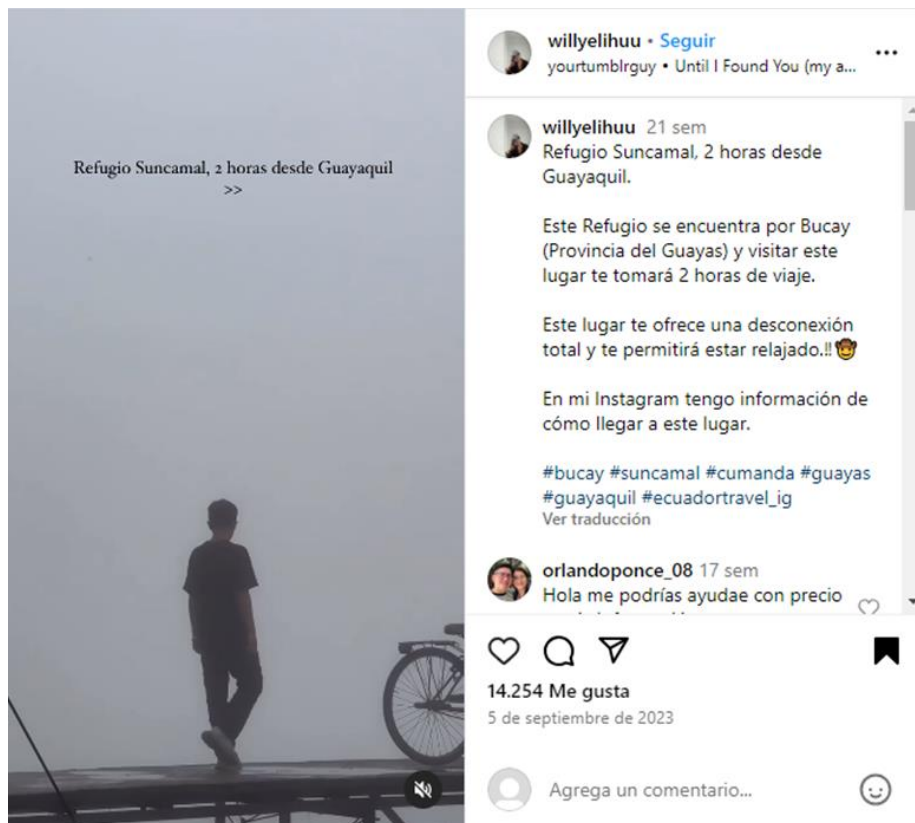 Refugio Suncamal, 2 horas desde Guayaquil
>>
willyelihuu • Seguir
yourtumblrguy • Until I Found You (my a...
willyelihuu 21 sem
Refugio Suncamal, 2 horas desde
Guayaquil.
Este Refugio se encuentra por Bucay
(Provincia del Guayas) y visitar este
lugar te tomará 2 horas de viaje.
Este lugar te ofrece una desconexión
total y te permitirá estar relajado.!!🤠
En mi Instagram tengo información de
cómo llegar a este lugar.
#bucay #suncamal #cumanda #guayas
#guayaquil #ecuadortravel_ig
Ver traducción
orlandoponce_08 17 sem
Hola me podrías ayudae con precio
14.254 Me gusta
5 de septiembre de 2023
Agrega un comentario...